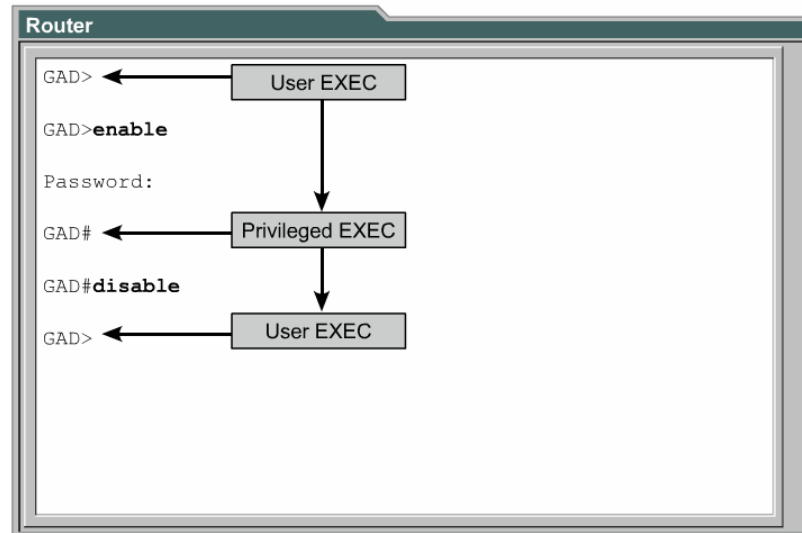 Router
GAD> User EXEC
GAD>enable
Password:
GAD# Privileged EXEC
GAD#disable
GAD> User EXEC